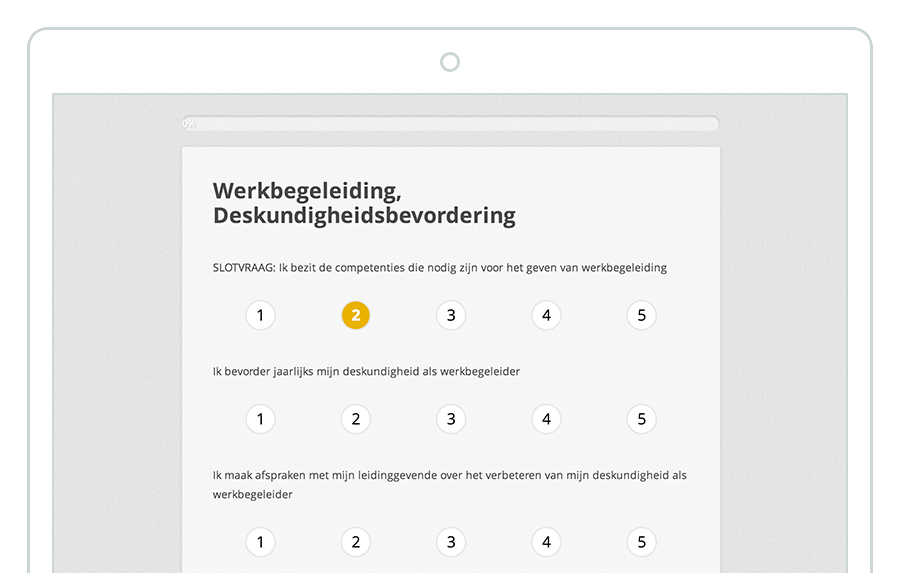 0%
Werkbegeleiding,
Deskundigheidsbevordering
SLOTVRAAG: Ik bezit de competenties die nodig zijn voor het geven van werkbegeleiding
1 2 3 4 5
Ik bevorder jaarlijks mijn deskundigheid als werkbegeleider
1 2 3 4 5
Ik maak afspraken met mijn leidinggevende over het verbeteren van mijn deskundigheid als
werkbegeleider
1 2 3 4 5